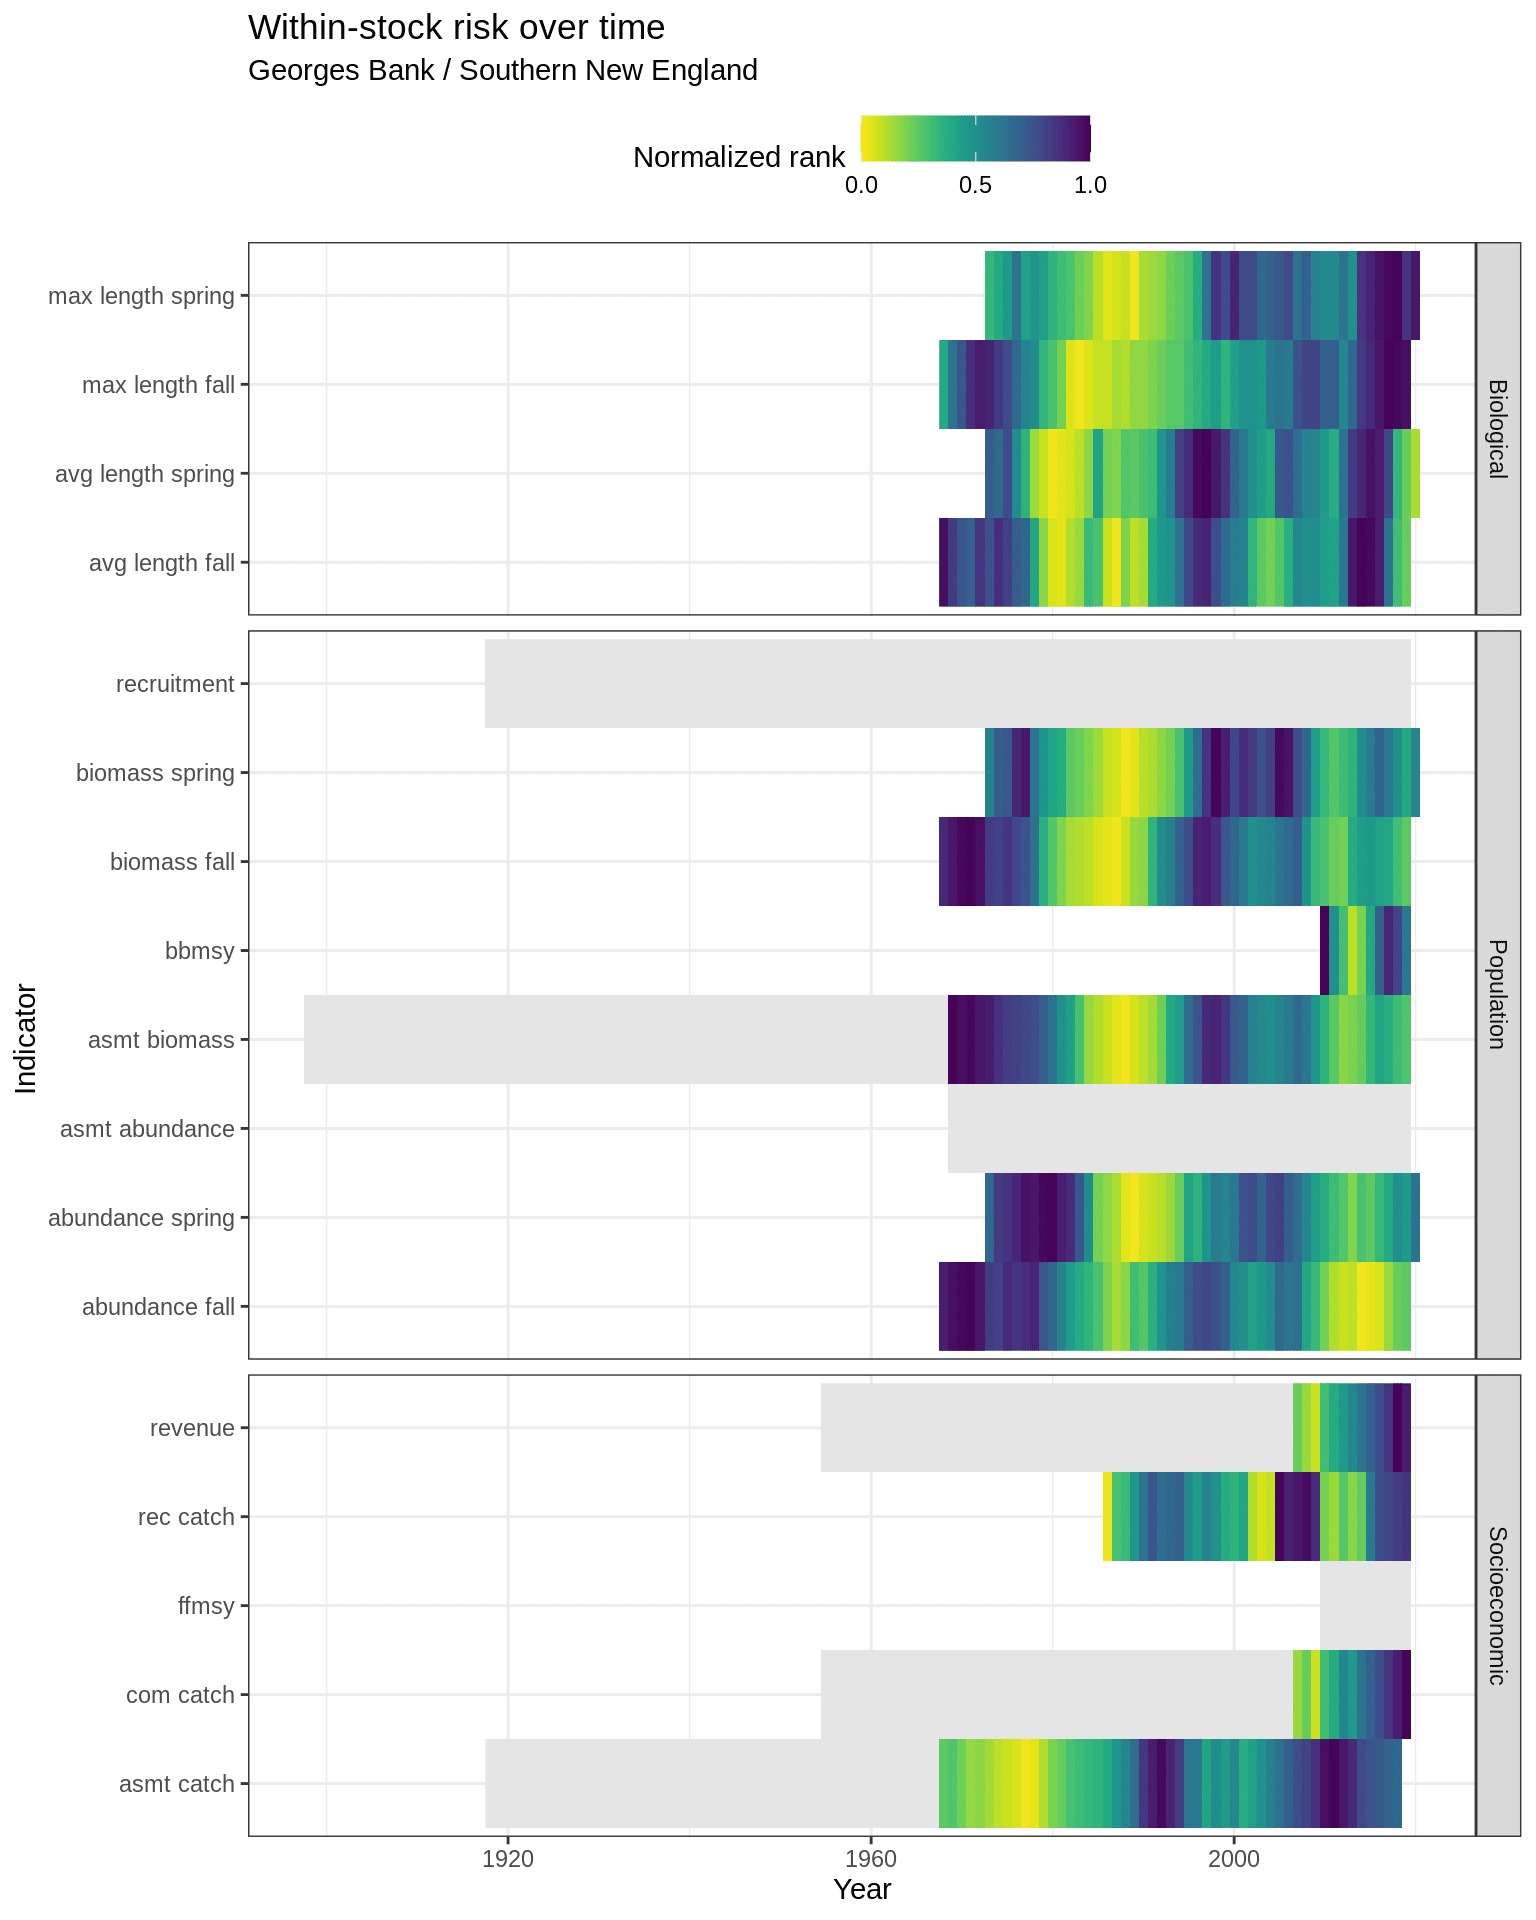 Within-stock risk over time
Georges Bank / Southern New England
Normalized rank
0.0 0.5 1.0
max length spring
max length fall
avg length spring
avg length fall
Biological
recruitment
biomass spring
biomass fall
bbmsy
asmt biomass
asmt abundance
abundance spring
abundance fall
Population
Indicator
revenue
rec catch
ffmsy
com catch
asmt catch
Socioeconomic
1920 1960 2000
Year